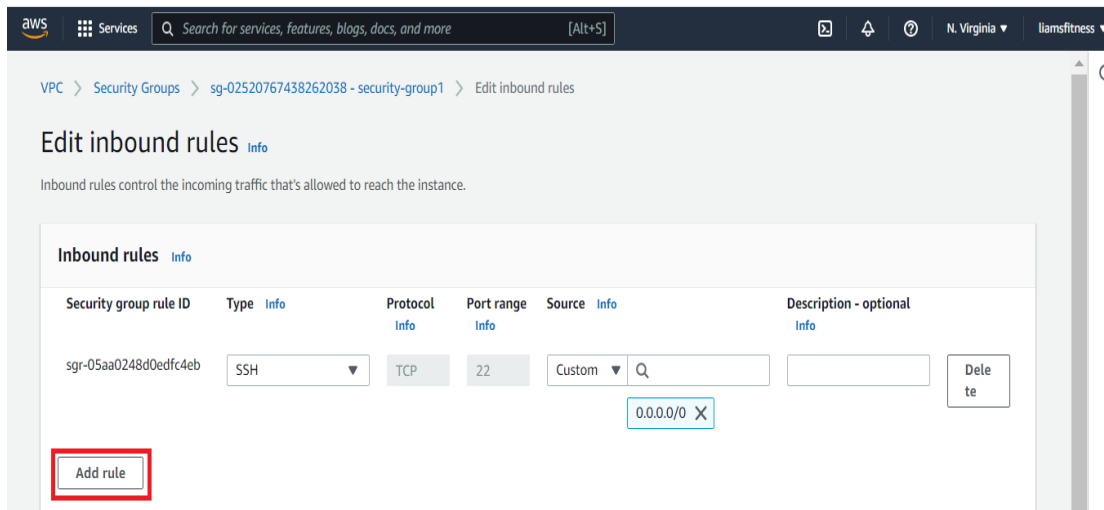 aws Services Search for services, features, blogs, docs, and more [Alt+S] N. Virginia ▼ liamsfitness ▼
VPC > Security Groups > sg-02520767438262038 - security-group1 > Edit inbound rules
Edit inbound rules Info
Inbound rules control the incoming traffic that's allowed to reach the instance.
Inbound rules Info
Security group rule ID Type Info Protocol Info Port range Info Source Info Description - optional Info
sgr-05aa0248d0edfc4eb SSH ▼ TCP 22 Custom ▼ Dele
te
0.0.0.0/0 X
Add rule